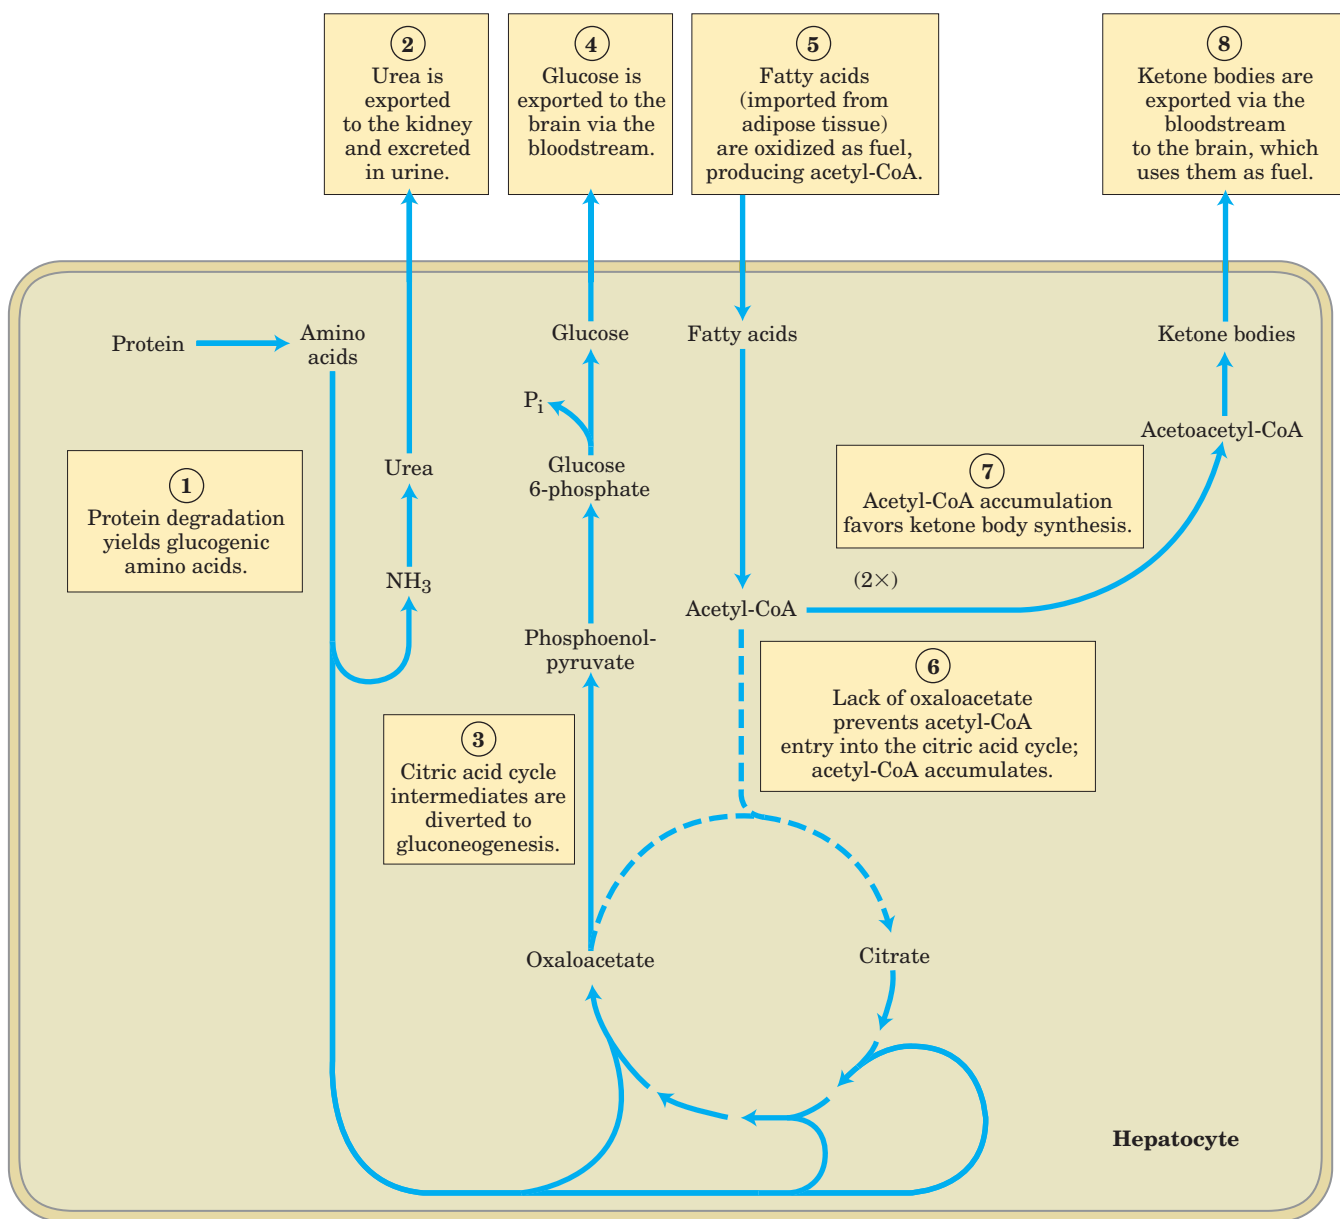 2
Urea is
exported
to the kidney
and excreted
in urine.
4
Glucose is
exported to the
brain via the
bloodstream.
5
Fatty acids
(imported from
adipose tissue)
are oxidized as fuel,
producing acetyl-CoA.
8
Ketone bodies are
exported via the
bloodstream
to the brain, which
uses them as fuel.
Protein
Amino
acids
Glucose
Fatty acids
Ketone bodies
Pi
Acetoacetyl-CoA
Urea
Glucose
6-phosphate
1
Protein degradation
yields glucogenic
amino acids.
7
Acetyl-CoA accumulation
favors ketone body synthesis.
NH3
(2×)
Acetyl-CoA
Phosphoenol-
pyruvate
6
Lack of oxaloacetate
prevents acetyl-CoA
entry into the citric acid cycle;
acetyl-CoA accumulates.
3
Citric acid cycle
intermediates are
diverted to
gluconeogenesis.
Oxaloacetate
Citrate
Hepatocyte